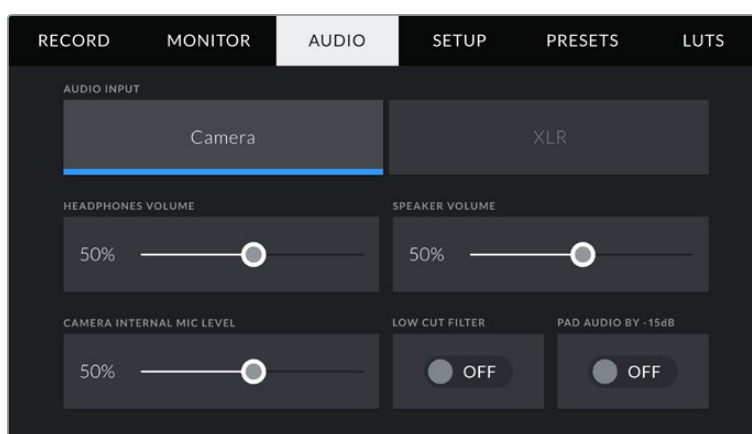 RECORD MONITOR AUDIO SETUP PRESETS LUTS
AUDIO INPUT
Camera XLR
HEADPHONES VOLUME SPEAKER VOLUME
50% 50%
CAMERA INTERNAL MIC LEVEL LOW CUT FILTER PAD AUDIO BY -15dB
50% OFF OFF